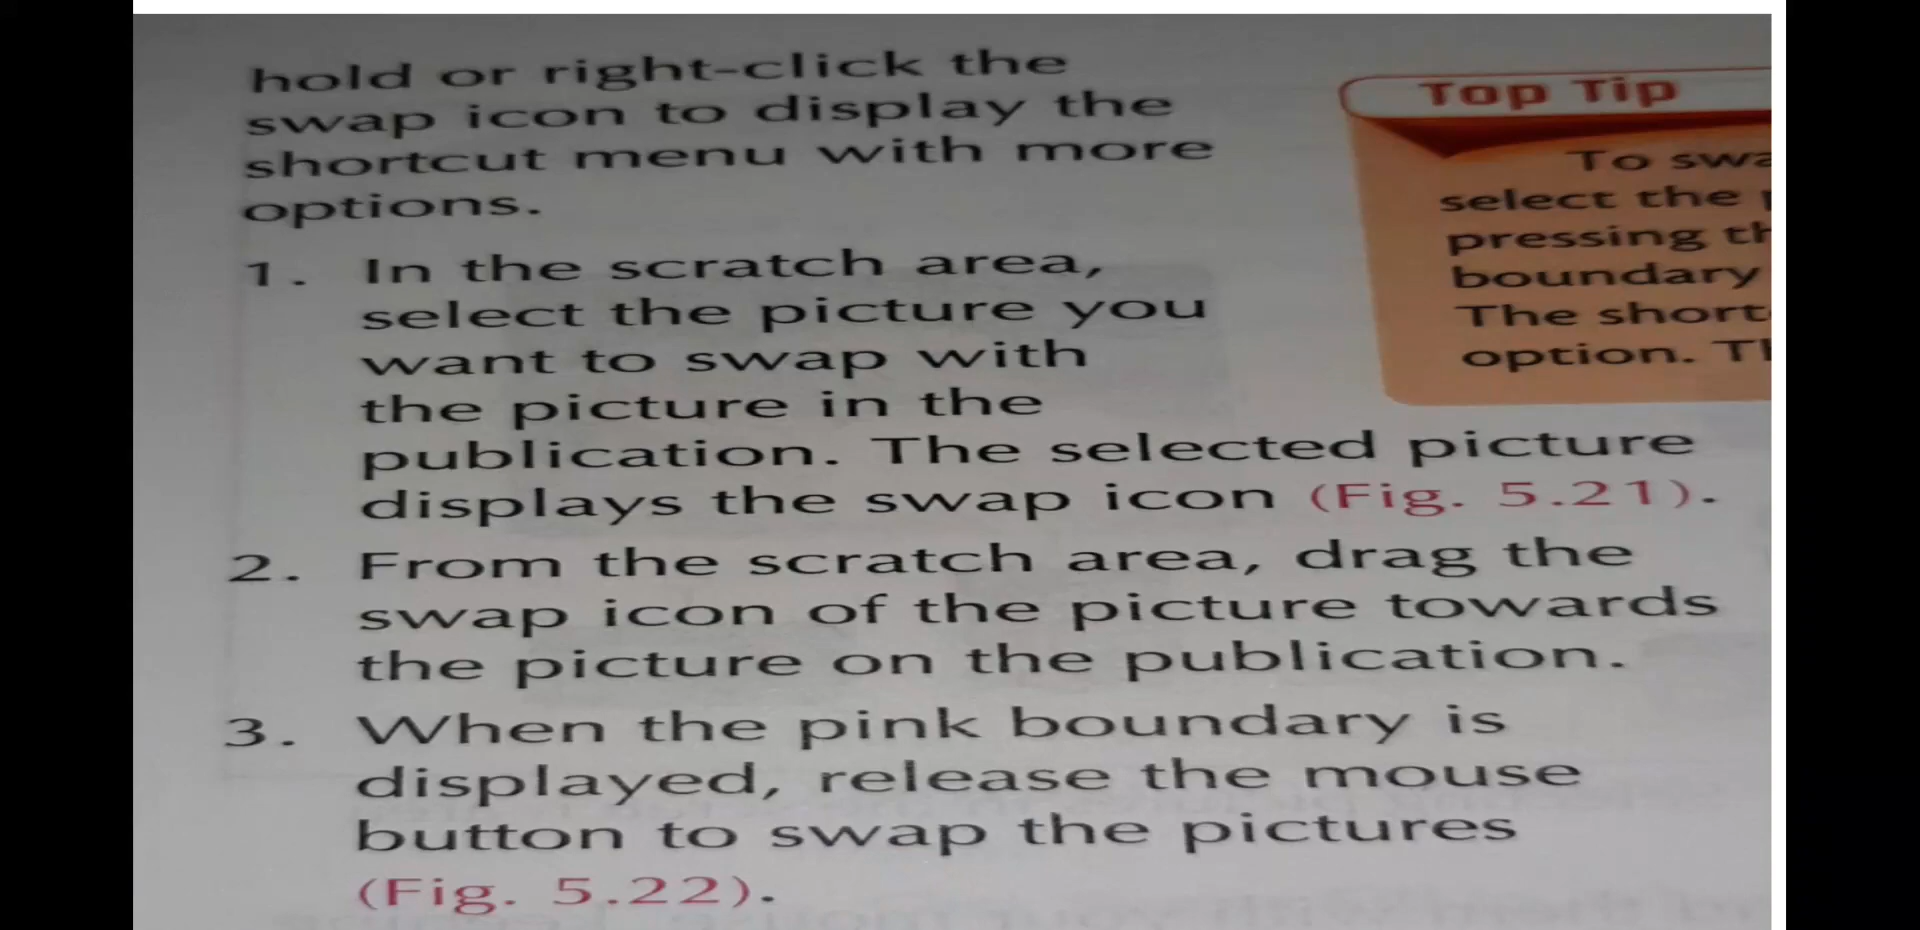 hold or right-click the
swap icon to display the
shortcut menu with more
options.
1. In the scratch area,
select the picture you
want to swap with
the picture in the
publication. The selected picture
displays the swap icon (Fig. 5.21).
2. From the scratch area, drag the
swap icon of the picture towards
the picture on the publication.
3. When the pink boundary is
displayed, release the mouse
button to swap the pictures
(Fig. 5.22).
Top Tip
To
select the
pressing
boundary
The
option.